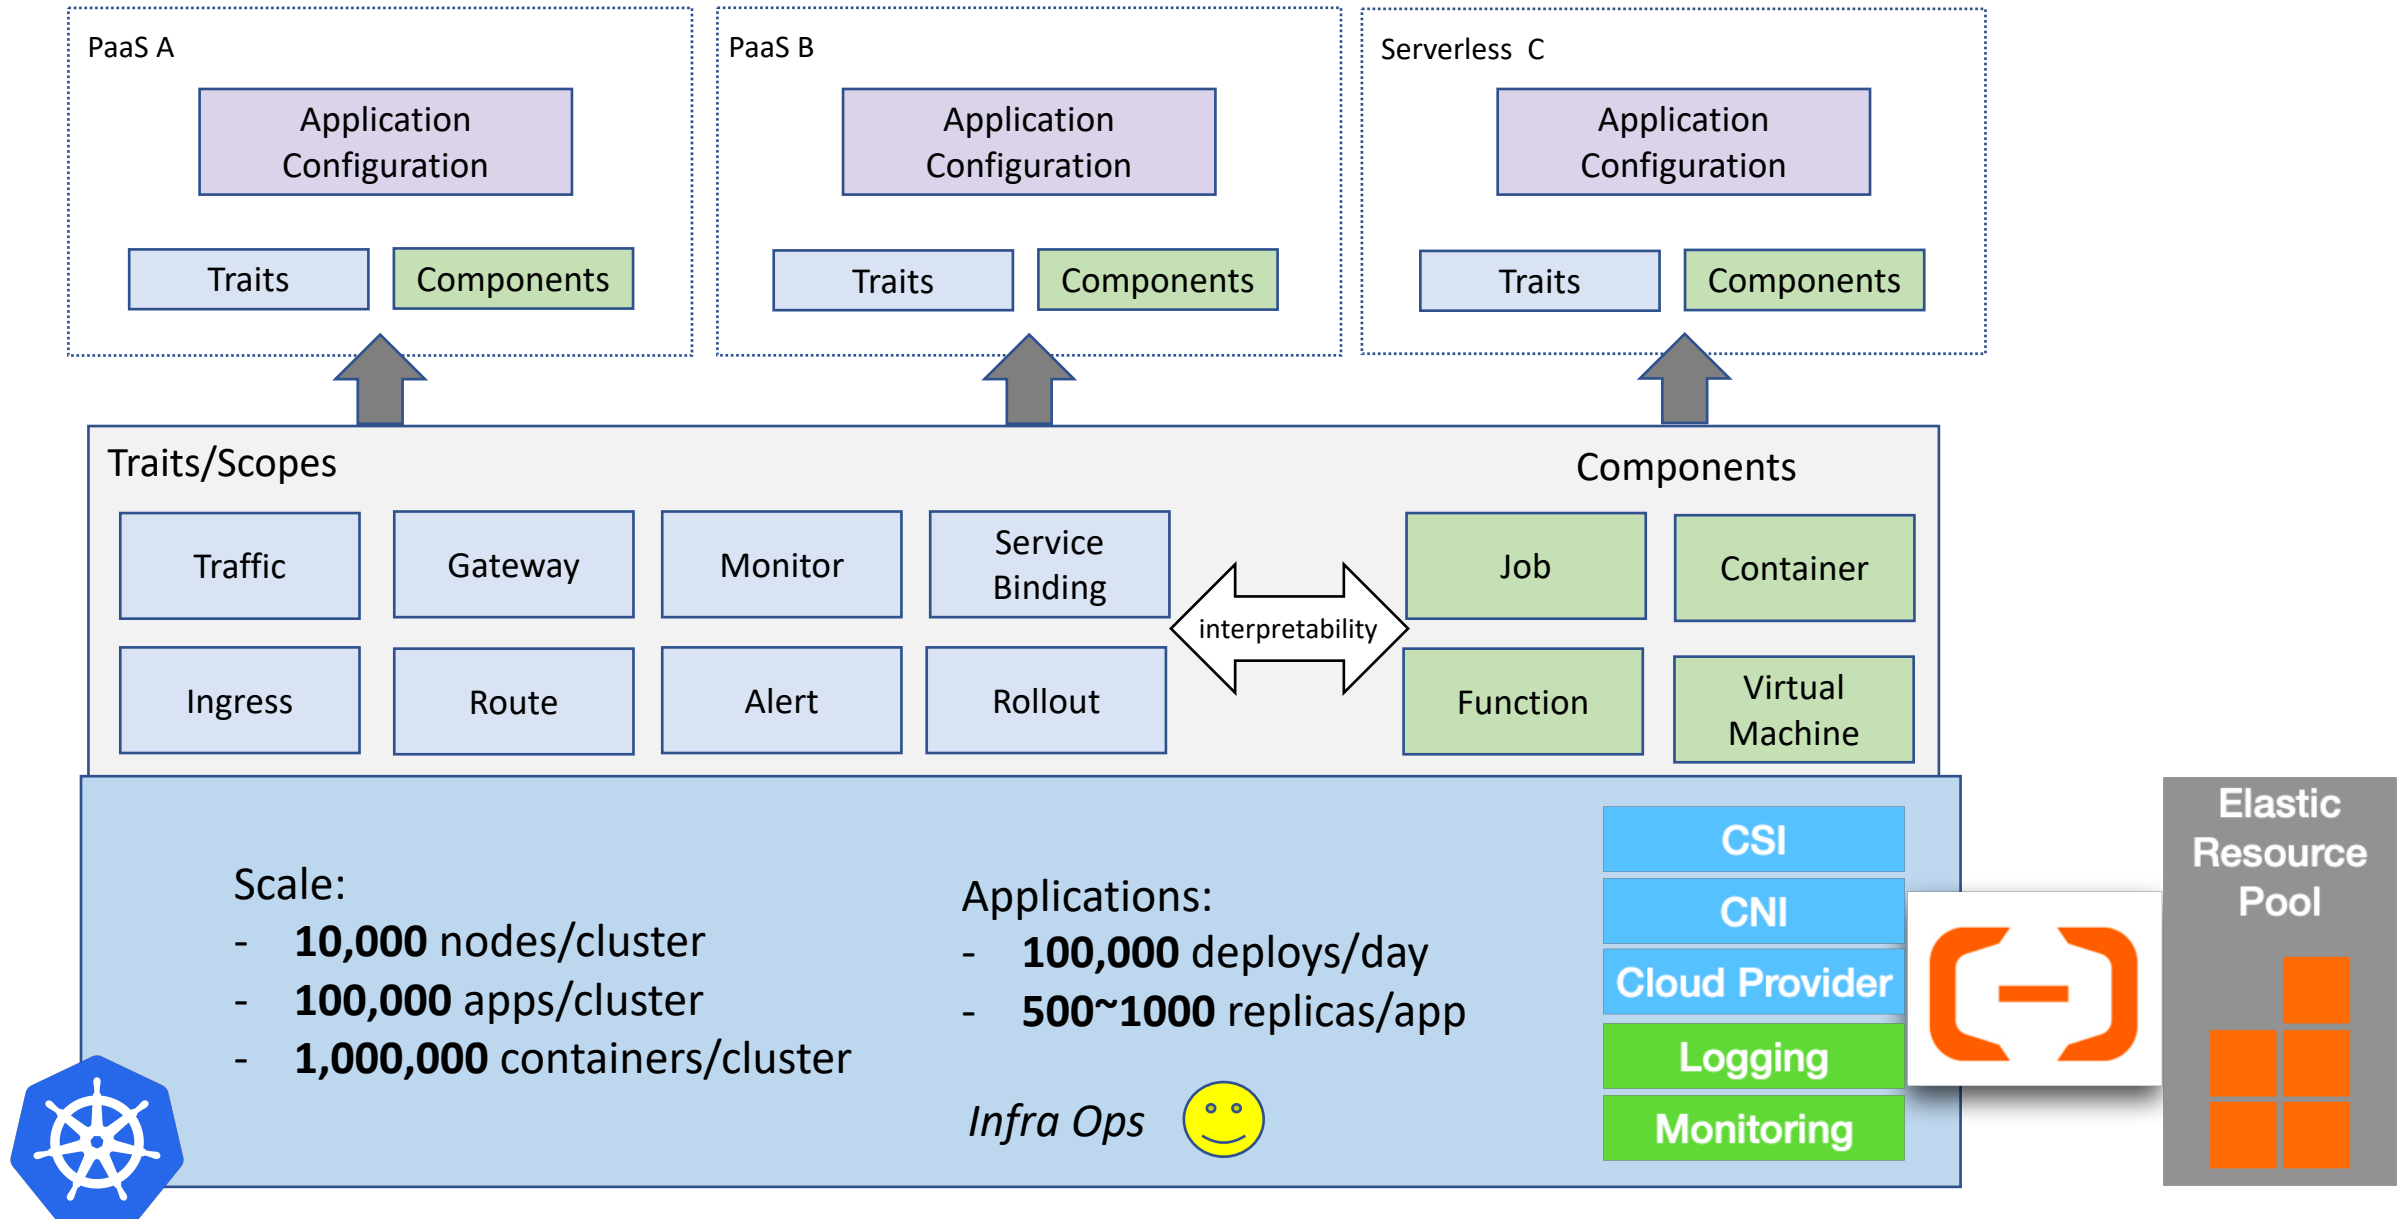 PaaS A
Application
Configuration
Traits
Components
PaaS B
Application
Configuration
Traits
Components
Serverless  C
Application
Configuration
Traits
Components
Traits/Scopes
Components
Traffic
Gateway
Monitor
Service
Binding
Ingress
Route
Alert
Rollout
interpretability
Job
Container
Function
Virtual
Machine
Scale:
- 10,000 nodes/cluster
- 100,000 apps/cluster
- 1,000,000 containers/cluster
Applications:
- 100,000 deploys/day
- 500~1000 replicas/app
Infra Ops
CSI
CNI
Cloud Provider
Logging
Monitoring
Elastic
Resource
Pool